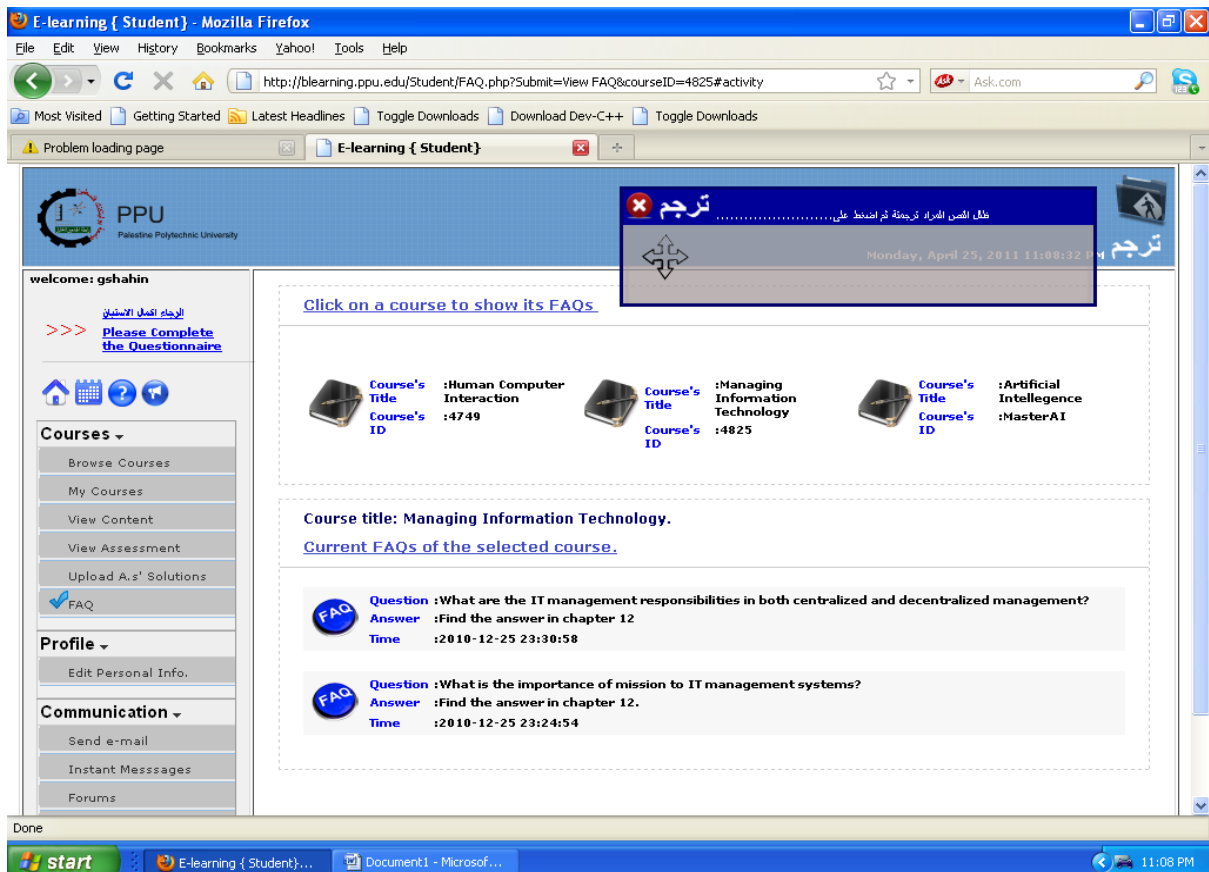 E-learning { Student} - Mozilla Firefox
File Edit View History Bookmarks Yahoo! Tools Help
http://blearning.ppu.edu/Student/FAQ.php?Submit=View FAQ&courseID=4825#activity
Ask.com
Most Visited Getting Started Latest Headlines Toggle Downloads Download Dev-C++ Toggle Downloads
Problem loading page E-learning { Student}
PPU
Palestine Polytechnic University
ترجم
ظلل النص المراد ترجمتة ثم اضغط على........................
Monday, April 25, 2011 11:08:32 PM
ترجم
welcome: gshahin
الرجاء اكمال الاستبيان
>>> Please Complete
the Questionnaire
Courses
Browse Courses
My Courses
View Content
View Assessment
Upload A.s' Solutions
FAQ
Profile
Edit Personal Info.
Communication
Send e-mail
Instant Messsages
Forums
Click on a course to show its FAQs
Course's Title :Human Computer Interaction
Course's ID :4749
Course's Title :Managing Information Technology
Course's ID :4825
Course's Title :Artificial Intellegence
Course's ID :MasterAI
Course title: Managing Information Technology.
Current FAQs of the selected course.
FAQ
Question :What are the IT management responsibilities in both centralized and decentralized management?
Answer :Find the answer in chapter 12
Time :2010-12-25 23:30:58
FAQ
Question :What is the importance of mission to IT management systems?
Answer :Find the answer in chapter 12.
Time :2010-12-25 23:24:54
Done
start E-learning { Student}... Document1 - Microsof... 11:08 PM